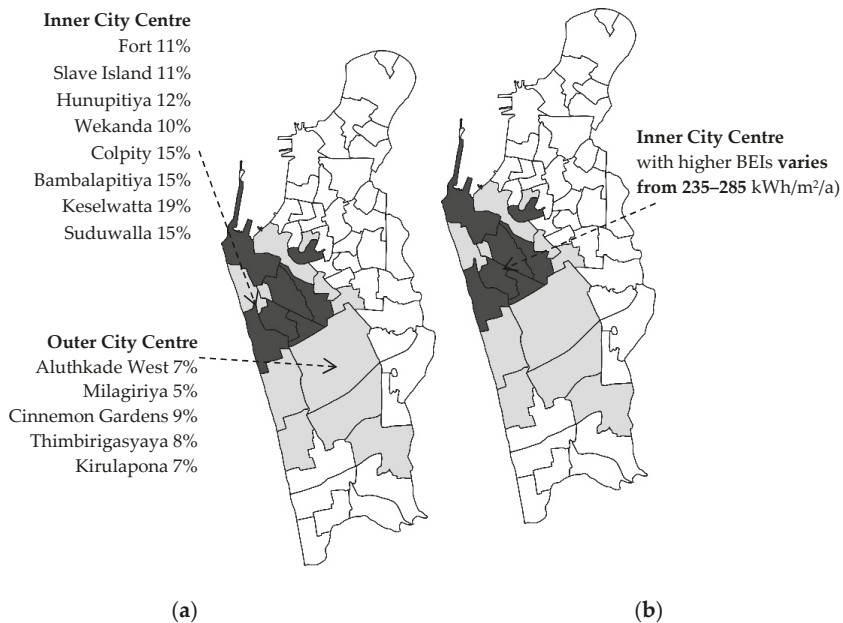 Inner City Centre
Fort 11%
Slave Island 11%
Hunupitiya 12%
Wekanda 10%
Colpity 15%
Bambalapitiya 15%
Keselwatta 19%
Suduwalla 15%
Outer City Centre
Aluthkade West 7%
Milagiriya 5%
Cinnemon Gardens 9%
Thimbirigasyaya 8%
Kirulapona 7%
Inner City Centre
with higher BEIs varies
from 235–285 kWh/m²/a)
(a)
(b)